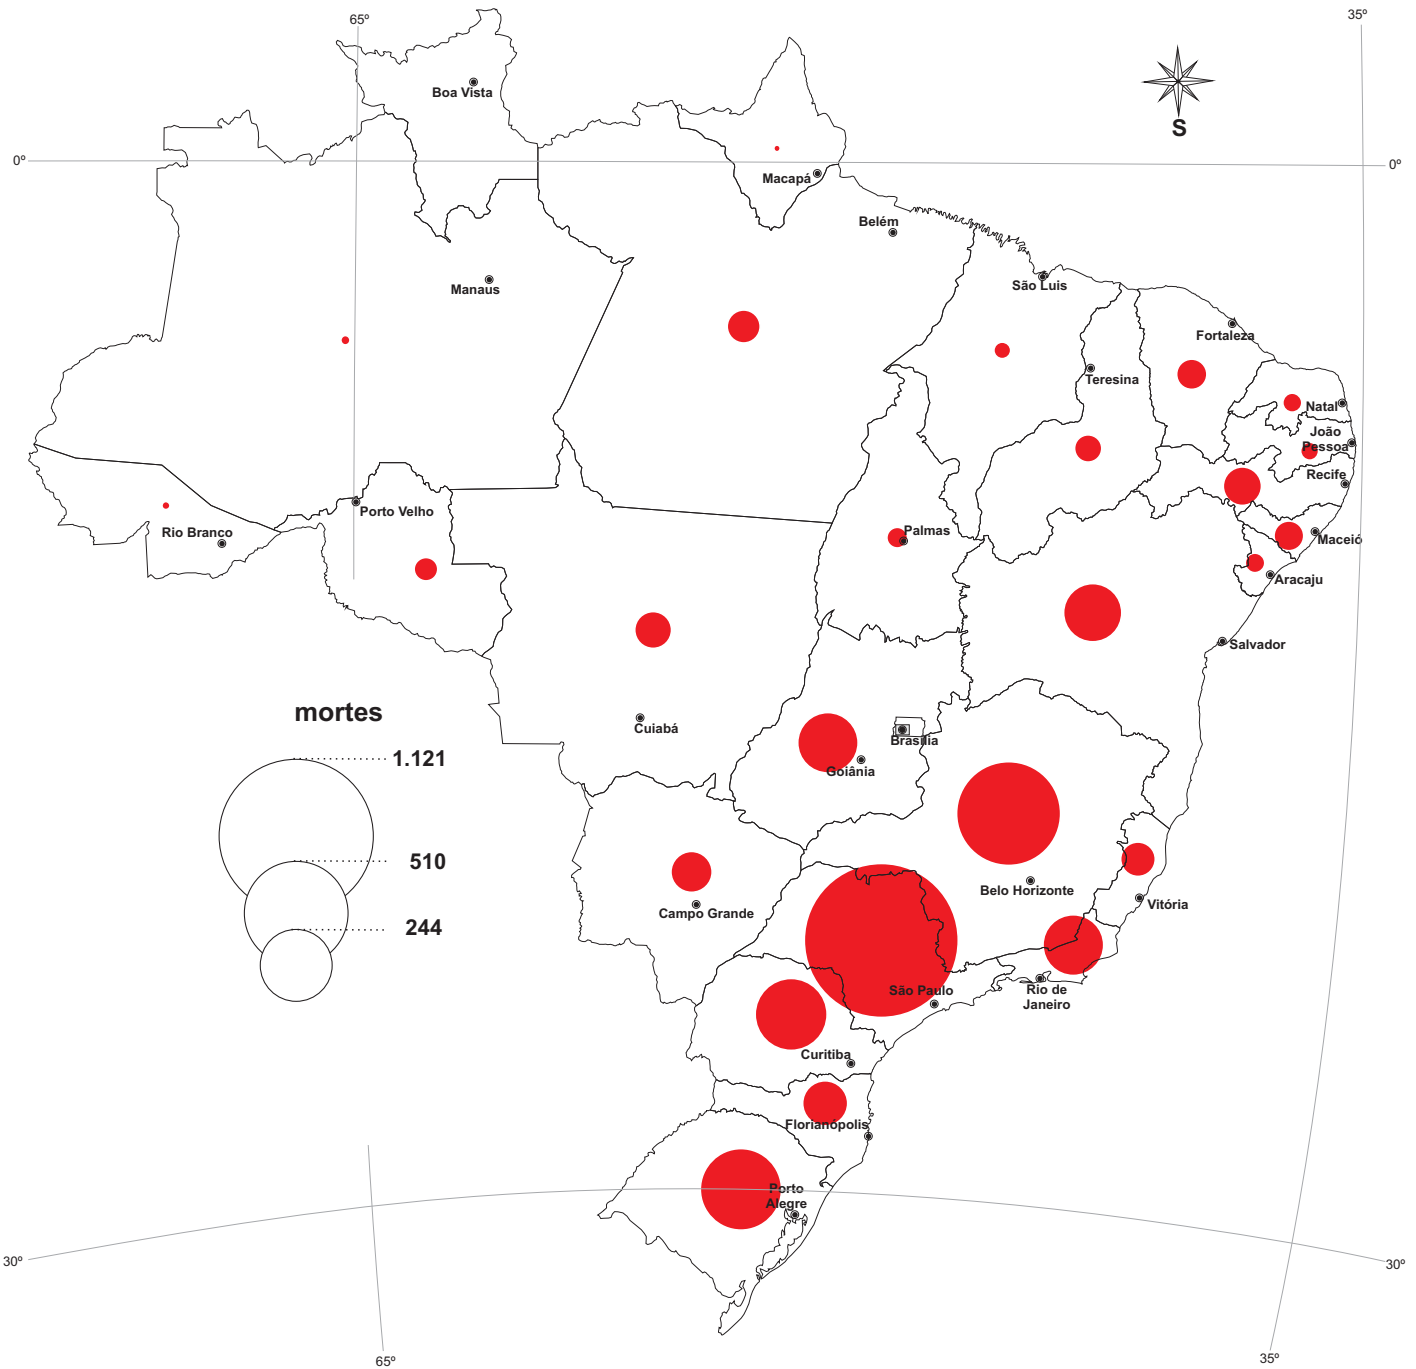 65º
35º
Boa Vista
S
0º
0º
Macapá
Belém
Manaus
São Luis
Fortaleza
Teresina
Natal
João
Pessoa
Recife
Porto Velho
Rio Branco
Palmas
Maceió
Aracaju
Salvador
mortes
Cuiabá
Brasília
1.121
Goiânia
510
Belo Horizonte
Campo Grande
Vitória
244
São Paulo
Rio de
Janeiro
Curitiba
Florianópolis
Porto
Alegre
30º
30º
65º
35º